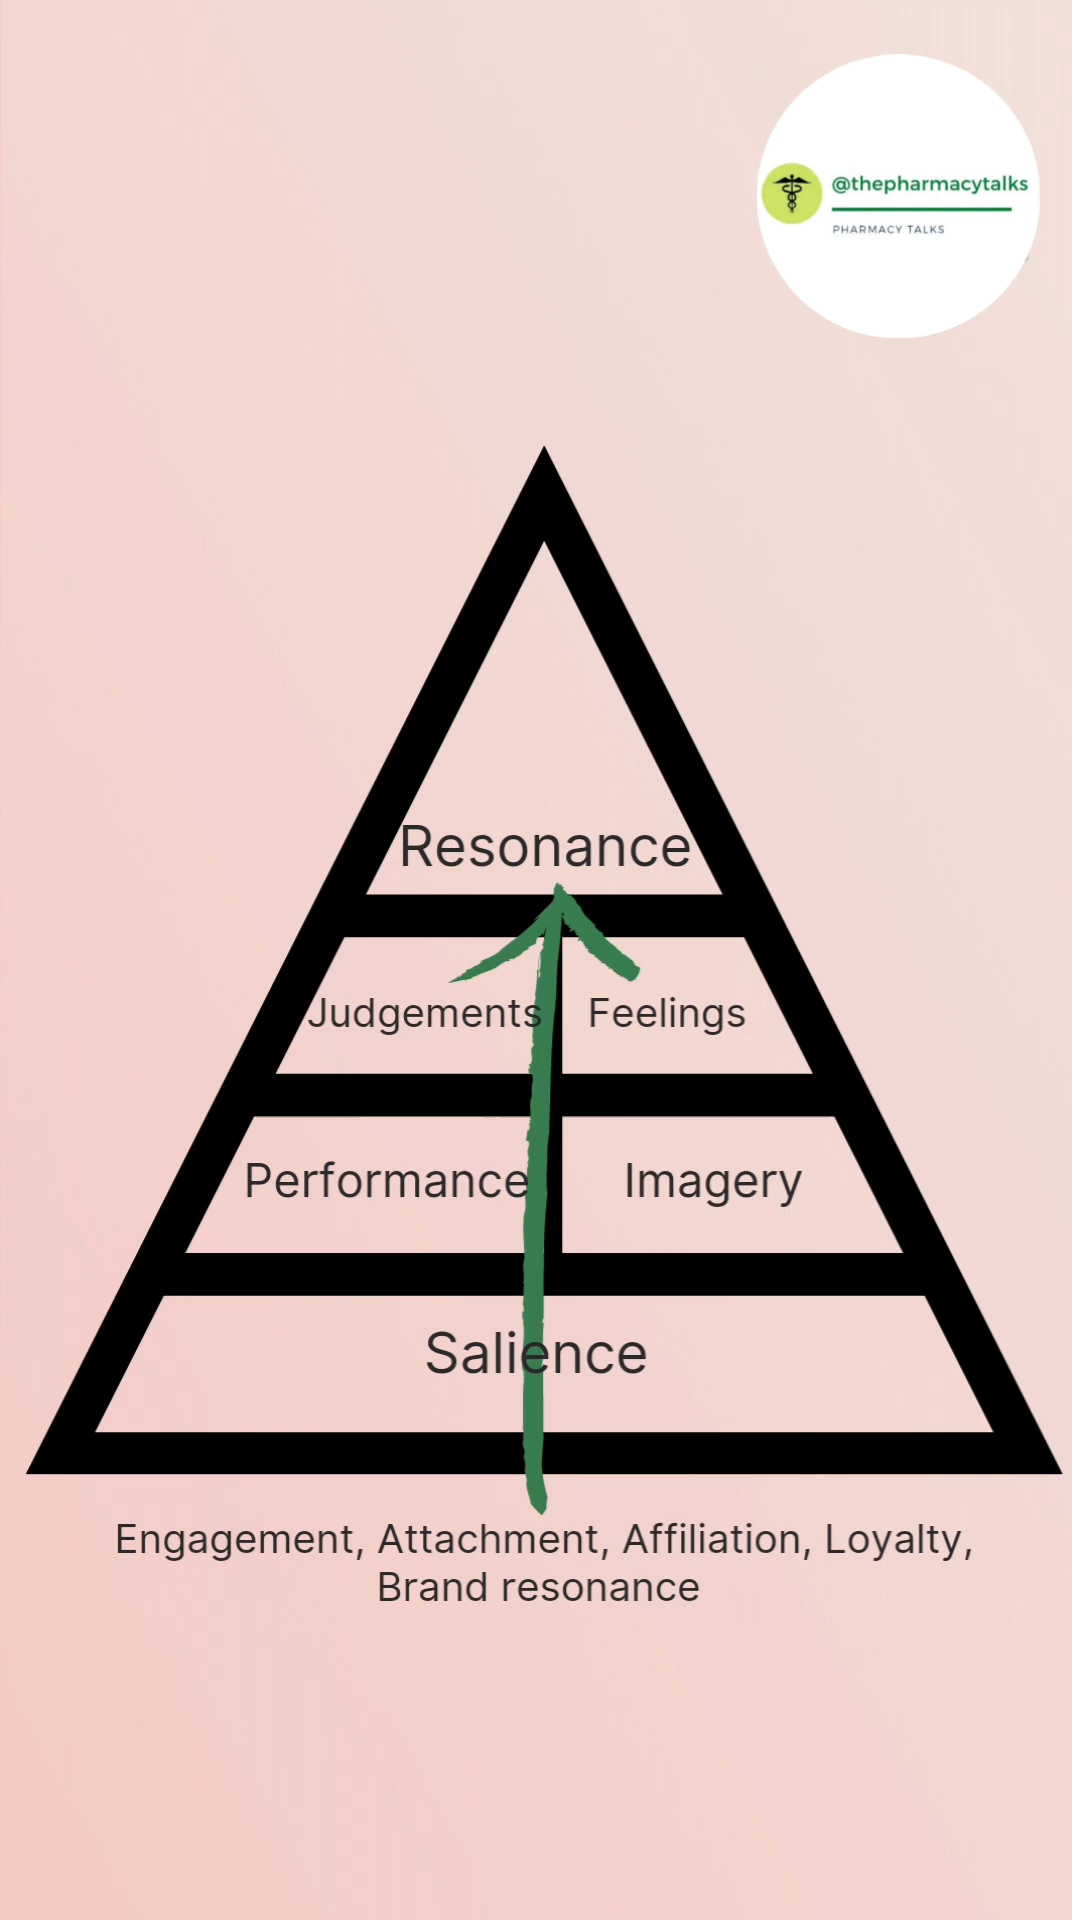 @thepharmacytalks
PHARMACY TALKS
Resonance
Judgements Feelings
Performance Imagery
Salience
Engagement, Attachment, Affiliation, Loyalty,
Brand resonance